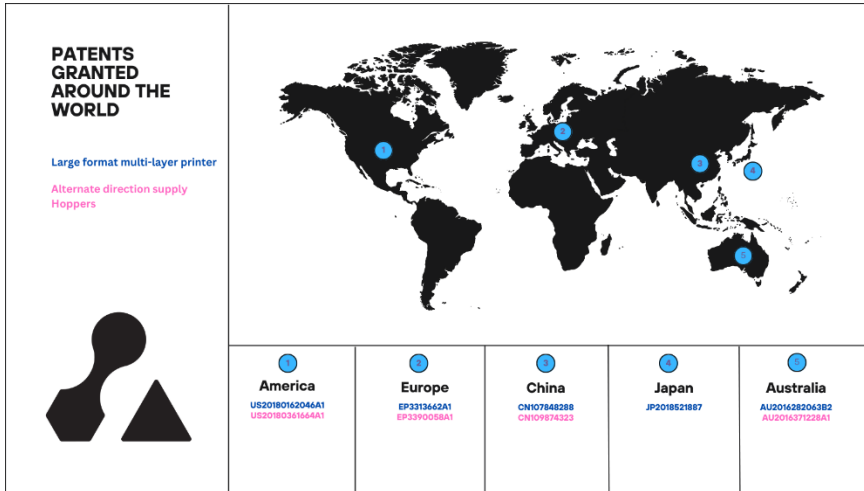 PATENTS
GRANTED
AROUND THE
WORLD
Large format multi-layer printer
Alternate direction supply
Hoppers
1
2
3
4
5
1
America
US20180162046A1
US20180361664A1
2
Europe
EP3313662A1
EP3390058A1
3
China
CN107848288
CN109874323
4
Japan
JP2018521887
5
Australia
AU2016282063B2
AU2016371228A1